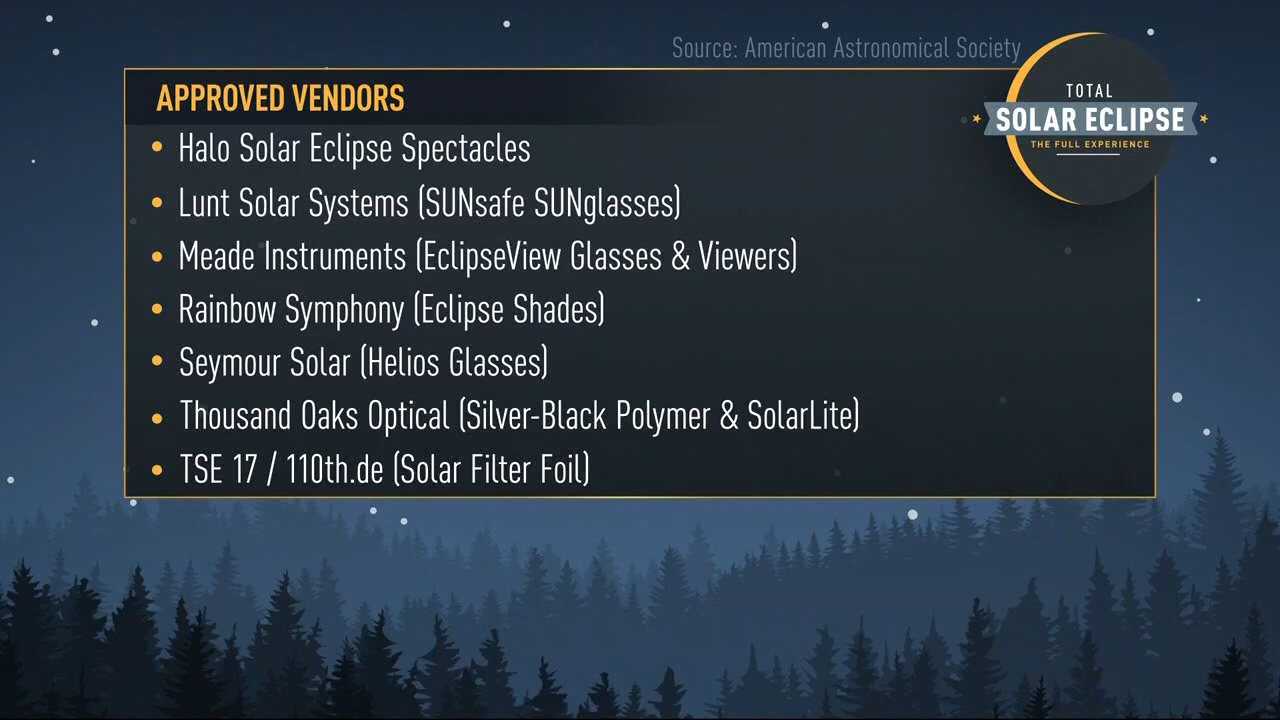 Source: American Astronomical Society
TOTAL
SOLAR ECLIPSE
THE FULL EXPERIENCE
APPROVED VENDORS
• Halo Solar Eclipse Spectacles
• Lunt Solar Systems (SUNsafe SUNglasses)
• Meade Instruments (EclipseView Glasses & Viewers)
• Rainbow Symphony (Eclipse Shades)
• Seymour Solar (Helios Glasses)
• Thousand Oaks Optical (Silver-Black Polymer & SolarLite)
• TSE 17 / 110th.de (Solar Filter Foil)